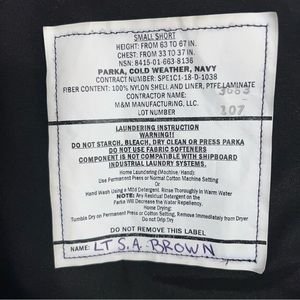 SMALL SHORT
HEIGHT: FROM 63 TO 67 IN.
CHEST: FROM 33 TO 37 IN.
NSN: 8415-01-663-8136
PARKA, COLD WEATHER, NAVY
CONTRACT NUMBER: SPE1C1-18-D-1038
FIBER CONTENT: 100% NYLON SHELL AND LINER, PTFE LAMINATE
CONTRACTOR NAME:
M&M MANUFACTURING, LLC.
LOT NUMBER
107
LAUNDERING INSTRUCTION
WARNING!!
DO NOT STARCH, BLEACH, DRY CLEAN OR PRESS PARKA
DO NOT USE FABRIC SOFTENERS
COMPONENT IS NOT COMPATIBLE WITH SHIPBOARD
INDUSTRIAL LAUNDRY SYSTEMS.
Home Laundering (Machine/Hand):
Use Permanent Press or Normal Cotton Machine Setting
Or
Hand Wash Using a Mild Detergent. Rinse Thoroughly in Warm Water
NOTE: Any Residual Detergent on the
Parka Will Decrease the Water Repellency.
Home Drying:
Tumble Dry on Permanent Press or Cotton Setting, Remove Immediately from Dryer
Do not Drip Dry
DO NOT REMOVE THIS LABEL
NAME: LT S.A. BROWN